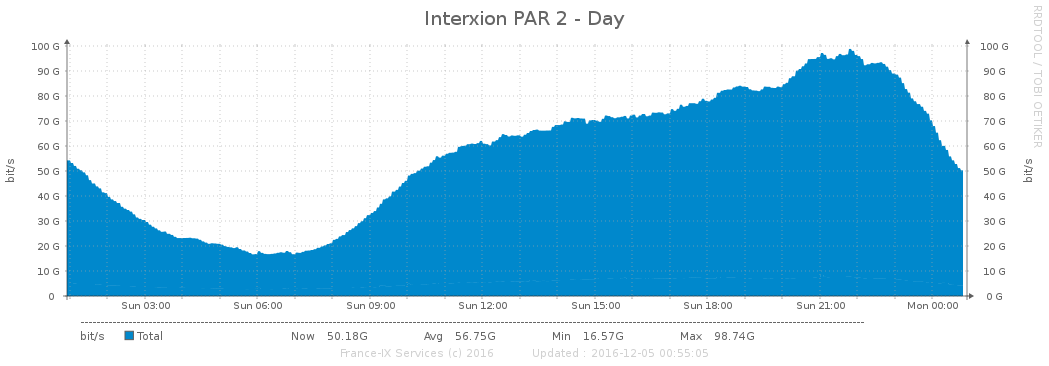 Interxion PAR 2 - Day
RRDTOOL / TOBI OETIKER
100 G 100 G
90 G 90 G
80 G 80 G
70 G 70 G
60 G 60 G
50 G 50 G
40 G 40 G
30 G 30 G
20 G 20 G
10 G 10 G
0 0 G
bit/s bit/s
Sun 03:00 Sun 06:00 Sun 09:00 Sun 12:00 Sun 15:00 Sun 18:00 Sun 21:00 Mon 00:00
bit/s Total Now 50.18G Avg 56.75G Min 16.57G Max 98.74G
France-IX Services (c) 2016 Updated : 2016-12-05 00:55:05